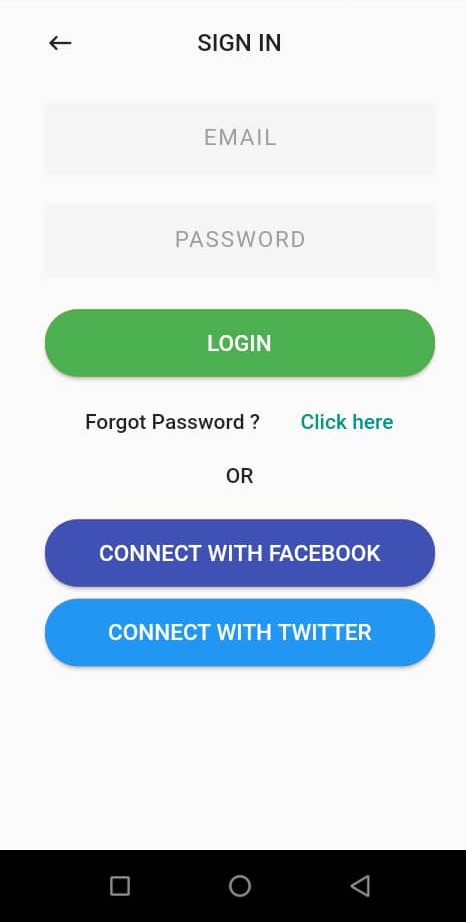 SIGN IN
EMAIL
PASSWORD
LOGIN
Forgot Password ? Click here
OR
CONNECT WITH FACEBOOK
CONNECT WITH TWITTER